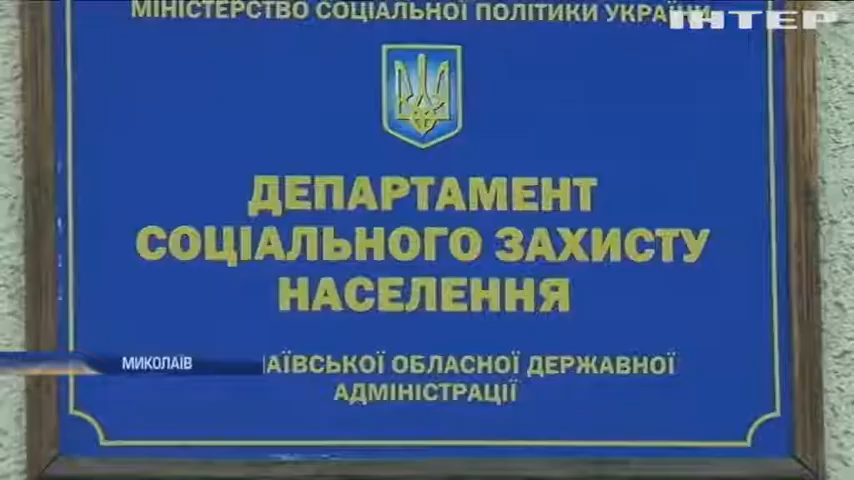 МІНІСТЕРСТВО СОЦІАЛЬНОЇ ПОЛІТИКИ УКРАЇНИ
ІНТЕР
ДЕПАРТАМЕНТ
СОЦІАЛЬНОГО ЗАХИСТУ
НАСЕЛЕННЯ
МИКОЛАЇВ
АЇВСЬКОЇ ОБЛАСНОЇ ДЕРЖАВНОЇ
АДМІНІСТРАЦІЇ